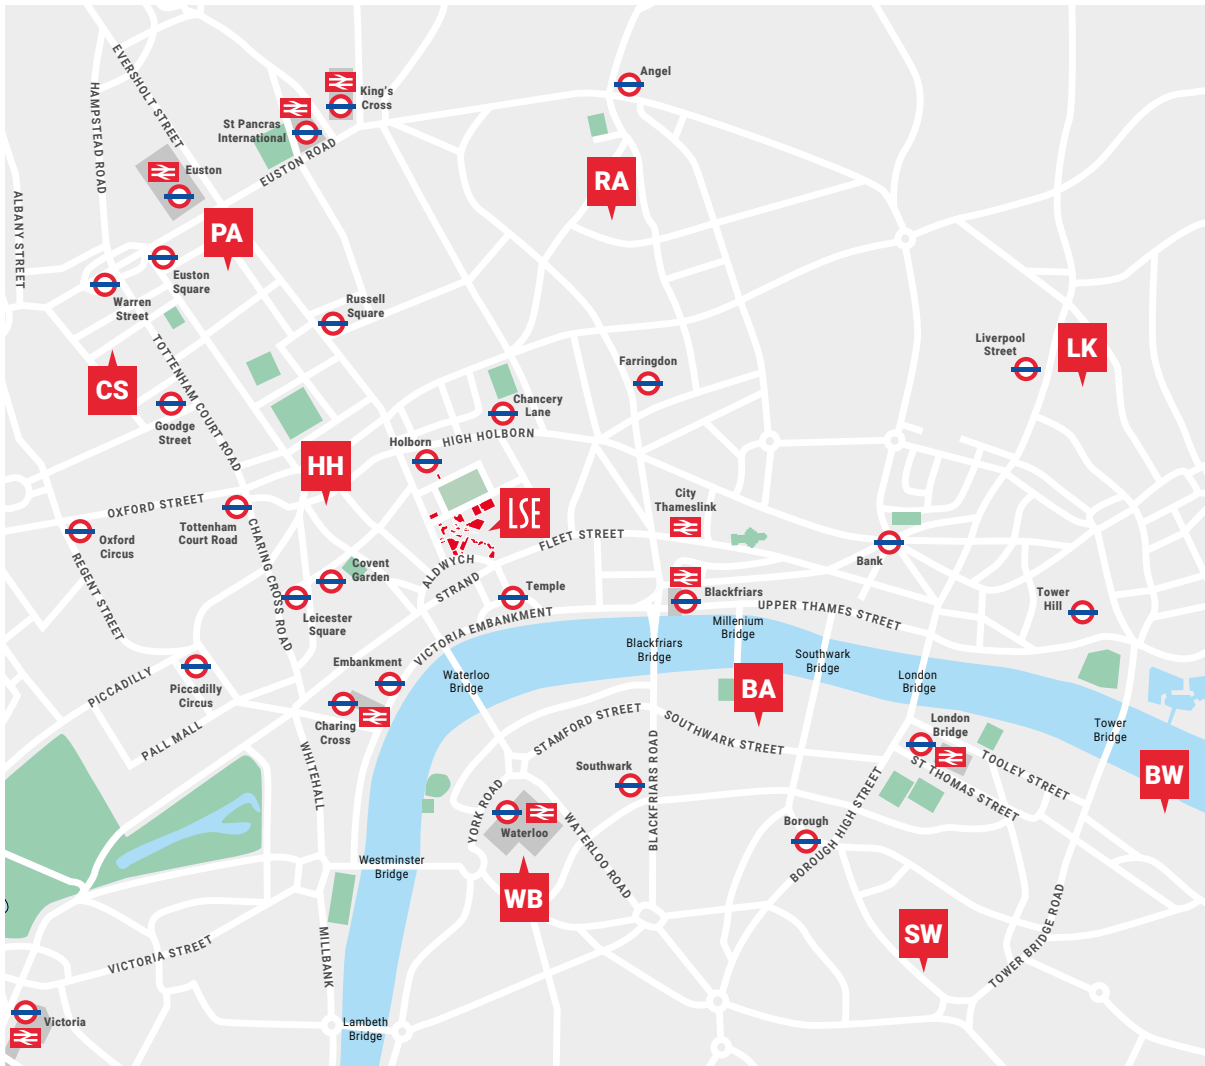 Angel
King's
Cross
St Pancras
International
EVERSHOLT STREET
HAMPSTEAD ROAD
EUSTON ROAD
Euston
RA
ALBANY STREET
PA
Euston
Square
Warren
Street
Russell
Square
LK
Liverpool
Street
TOTTENHAM COURT ROAD
Farringdon
CS
Chancery
Lane
Goodge
Street
HIGH HOLBORN
Holborn
HH
OXFORD STREET
LSE
City
Thameslink
Tottenham
Court Road
Oxford
Circus
CHARING CROSS ROAD
FLEET STREET
Bank
REGENT STREET
Covent
Garden
ALDWYCH
STRAND
Temple
Blackfriars
Tower
Hill
UPPER THAMES STREET
Leicester
Square
VICTORIA EMBANKMENT
Millenium
Bridge
Blackfriars
Bridge
Southwark
Bridge
Embankment
Waterloo
Bridge
London
Bridge
PICCADILLY
Piccadilly
Circus
BA
Charing
Cross
PALL MALL
STAMFORD STREET
SOUTHWARK STREET
London
Bridge
Tower
Bridge
WHITEHALL
Southwark
TOOLEY STREET
ST THOMAS STREET
BW
BLACKFRIARS ROAD
YORK ROAD
Waterloo
WATERLOO ROAD
Borough
BOROUGH HIGH STREET
Westminster
Bridge
WB
SW
VICTORIA STREET
MILLBANK
TOWER BRIDGE ROAD
Victoria
Lambeth
Bridge